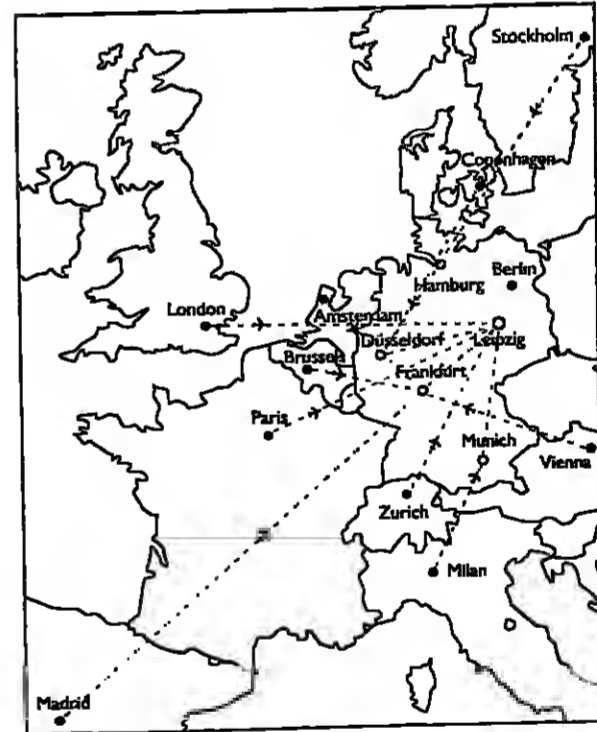 Stockholm
Copenhagen
Hamburg
Berlin
London
Amsterdam
Düsseldorf
Leipzig
Brussels
Frankfurt
Paris
Munich
Vienna
Zurich
Milan
Madrid